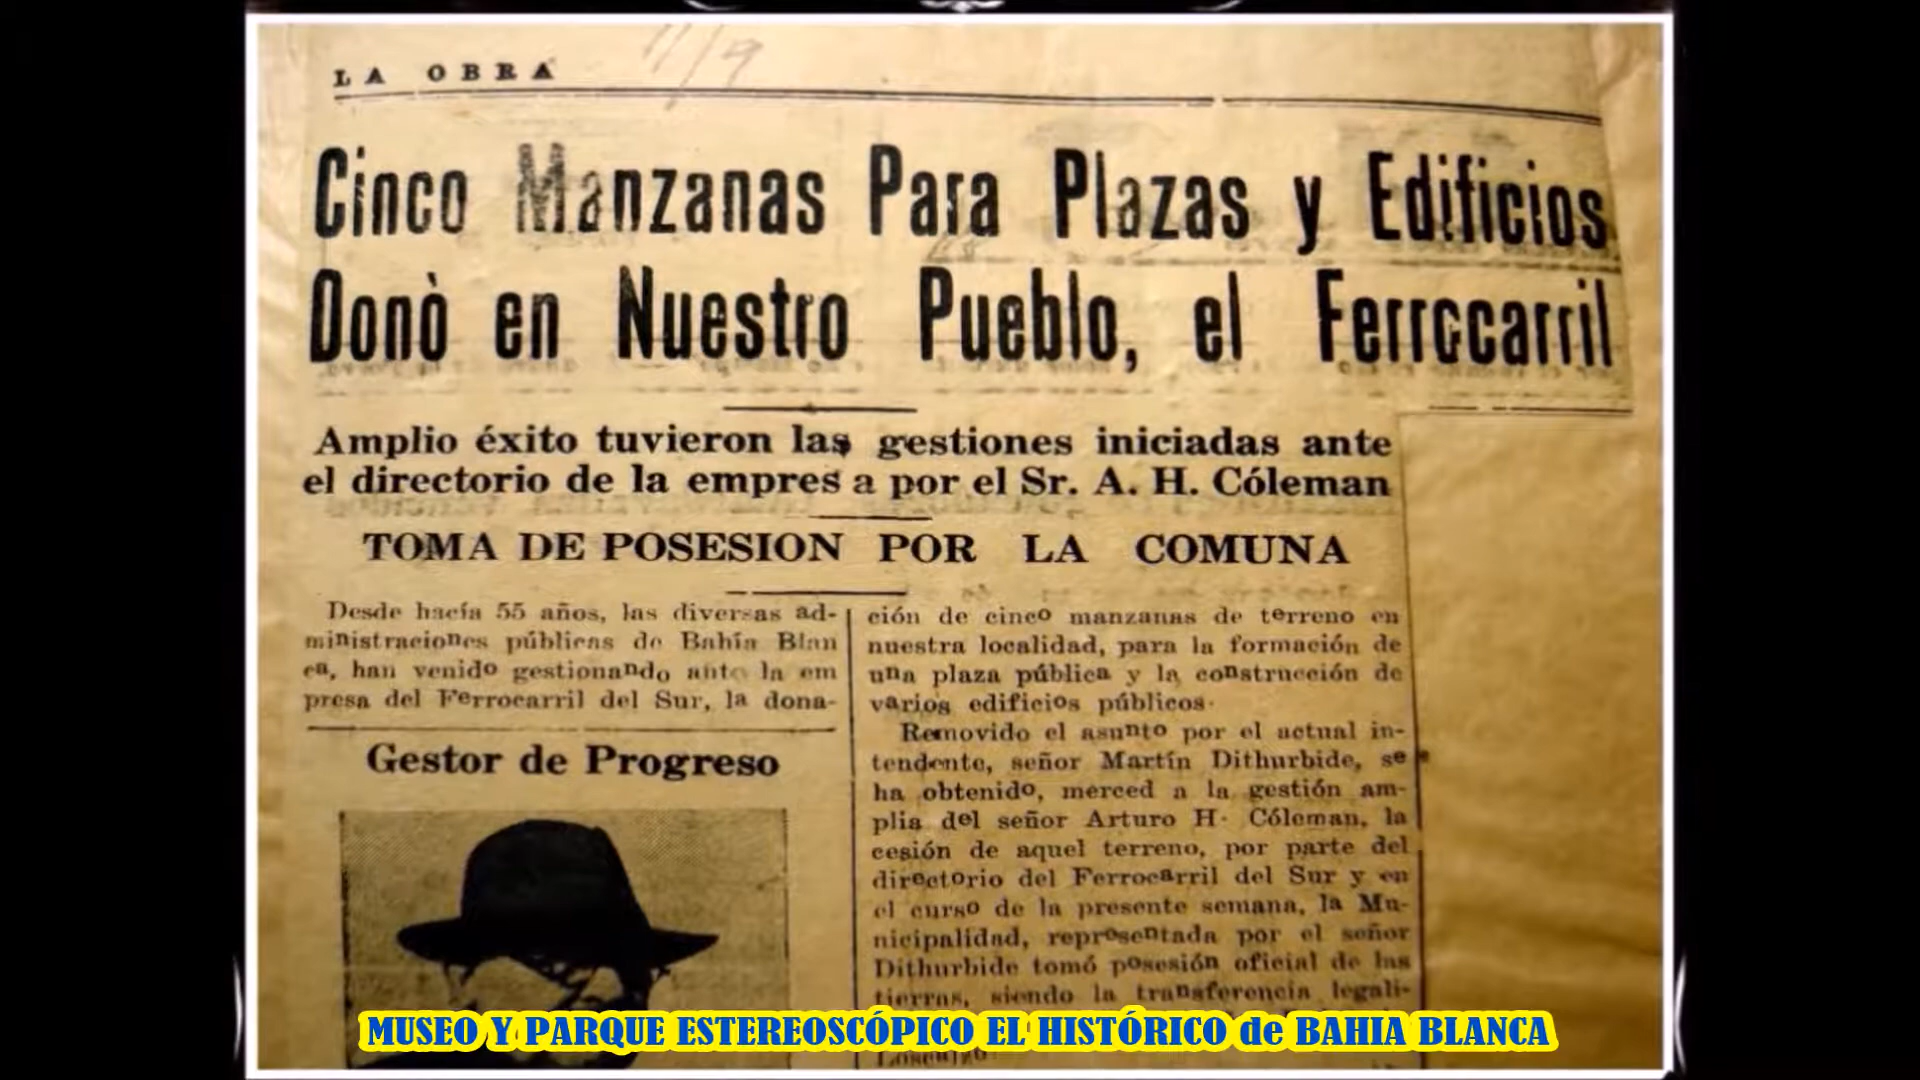 LA OBRA
11/9
Cinco Manzanas Para Plazas y Edificios
Donò en Nuestro Pueblo, el Ferrocarril
Amplio éxito tuvieron las gestiones iniciadas ante
el directorio de la empresa por el Sr. A. H. Cóleman
TOMA DE POSESION POR LA COMUNA
Desde hacía 55 años, las diversas ad-
ministraciones públicas de Bahía Blan
ca, han venido gestionando ante la em
presa del Ferrocarril del Sur, la dona-
Gestor de Progreso
ción de cinco manzanas de terreno en
nuestra localidad, para la formación de
una plaza pública y la construcción de
varios edificios públicos.
Removido el asunto por el actual in-
tendente, señor Martín Dithurbide, se
ha obtenido, merced a la gestión am-
plia del señor Arturo H. Cóleman, la
cesión de aquel terreno, por parte del
directorio del Ferrocarril del Sur y en
el curso de la presente semana, la Mu-
nicipalidad, representada por el señor
Dithurbide tomó posesión oficial de las
tierras, siendo la transferencia legali-
MUSEO Y PARQUE ESTEREOSCÓPICO EL HISTÓRICO de BAHIA BLANCA